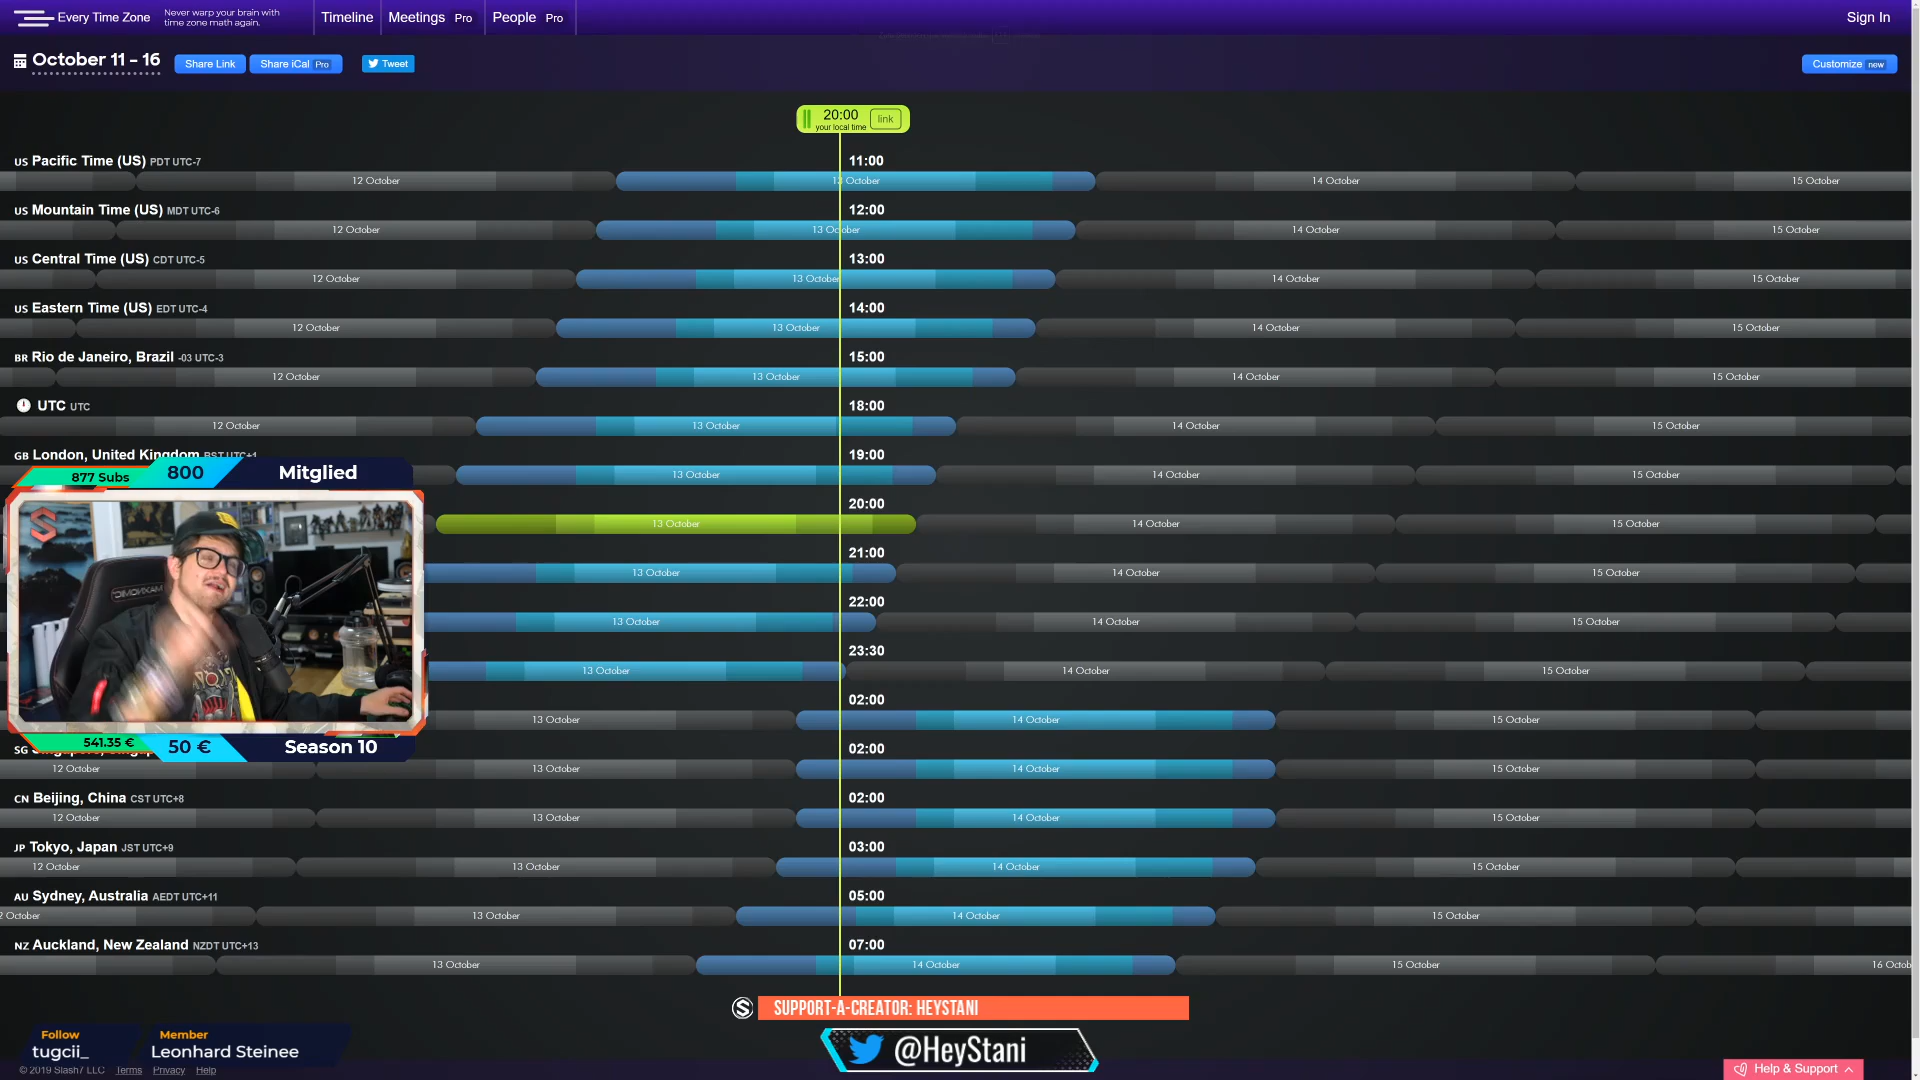 Every Time Zone
Never warp your brain with
time zone math again.
Timeline
Meetings Pro
People Pro
Sign In
October 11 – 16
Share Link
Share iCal Pro
Tweet
Customize new
20:00
your local time
link
US Pacific Time (US) PDT UTC-7
11:00
12 October
13 October
14 October
15 October
US Mountain Time (US) MDT UTC-6
12:00
12 October
13 October
14 October
15 October
US Central Time (US) CDT UTC-5
13:00
12 October
13 October
14 October
15 October
US Eastern Time (US) EDT UTC-4
14:00
12 October
13 October
14 October
15 October
BR Rio de Janeiro, Brazil -03 UTC-3
15:00
12 October
13 October
14 October
15 October
UTC UTC
18:00
12 October
13 October
14 October
15 October
GB London, United Kingdom BST UTC+1
19:00
877 Subs
800
Mitglied
13 October
14 October
15 October
20:00
13 October
14 October
15 October
21:00
13 October
14 October
15 October
22:00
13 October
14 October
15 October
23:30
13 October
14 October
15 October
02:00
13 October
14 October
15 October
541.35 €
50 €
Season 10
SG
02:00
12 October
13 October
14 October
15 October
CN Beijing, China CST UTC+8
02:00
12 October
13 October
14 October
15 October
JP Tokyo, Japan JST UTC+9
03:00
12 October
13 October
14 October
15 October
AU Sydney, Australia AEDT UTC+11
05:00
2 October
13 October
14 October
15 October
NZ Auckland, New Zealand NZDT UTC+13
07:00
13 October
14 October
15 October
16 Octob
SUPPORT-A-CREATOR: HEYSTANI
@HeyStani
Follow
tugcii_
Member
Leonhard Steinee
© 2019 Slash7 LLC
Terms
Privacy
Help
Help & Support